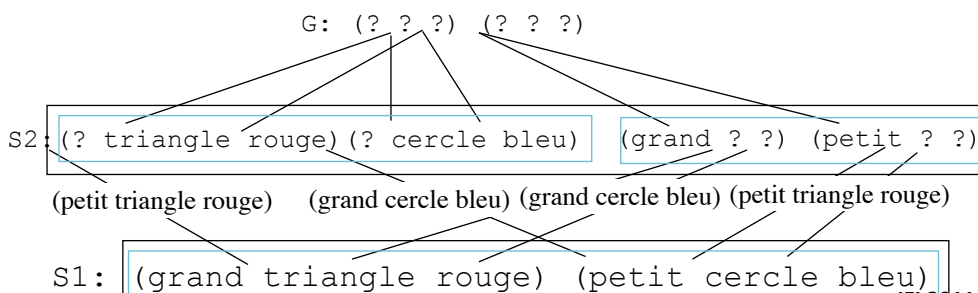 G: (? ? ?) (? ? ?)
S2: (? triangle rouge) (? cercle bleu) (grand ? ?) (petit ? ?)
(petit triangle rouge) (grand cercle bleu) (grand cercle bleu) (petit triangle rouge)
S1: (grand triangle rouge) (petit cercle bleu)